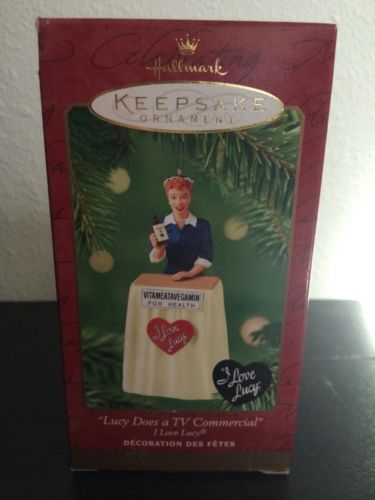 Celebrating
Hallmark
KEEPSAKE
ORNAMENT
VITAMEATAVEGAMIN
FOR HEALTH
I Love
Lucy
I Love
Lucy
"Lucy Does a TV Commercial"
I Love Lucy®
DÉCORATION DES FÊTES